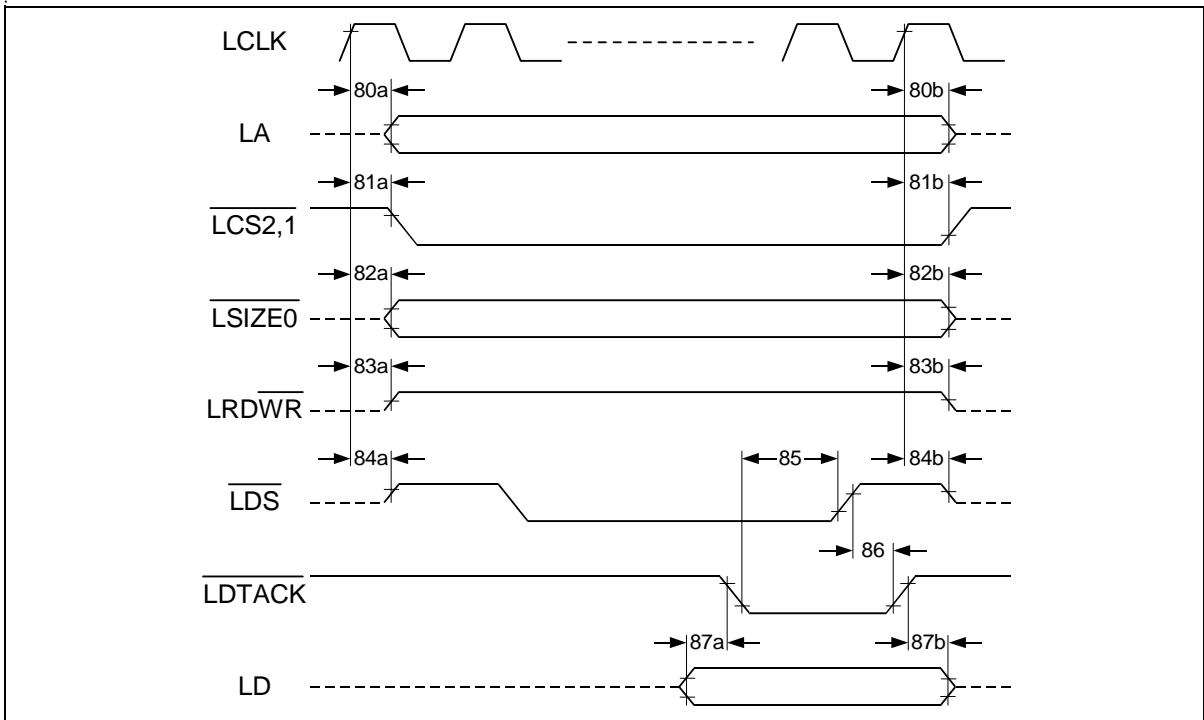 LCLK
80a 80b
LA
81a 81b
LCS2,1
82a 82b
LSIZE0
83a 83b
LRDWR
84a 85 84b
LDS
86
LDTACK
87a 87b
LD